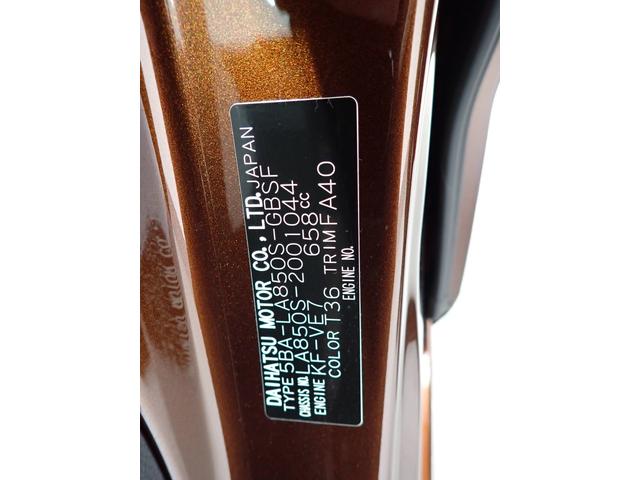 DAIHATSU MOTOR CO., LTD. JAPAN
TYPE 5BA-LA850S-GBSF
CHASSIS NO. LA850S-2001044
ENGINE KF-VE7 658cc
COLOR T36 TRIM FA40
ENGINE NO.